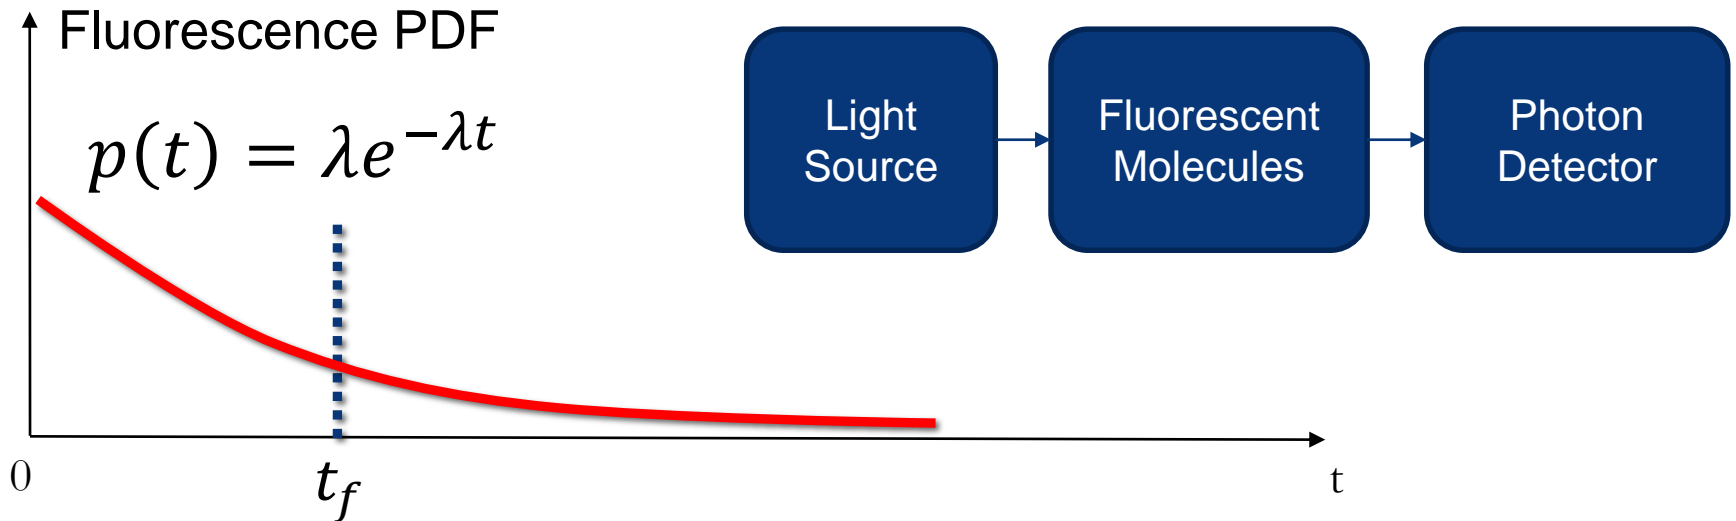 Fluorescence PDF
p(t) = λe^{−λt}
Light
Source
Fluorescent
Molecules
Photon
Detector
0
t_f
t